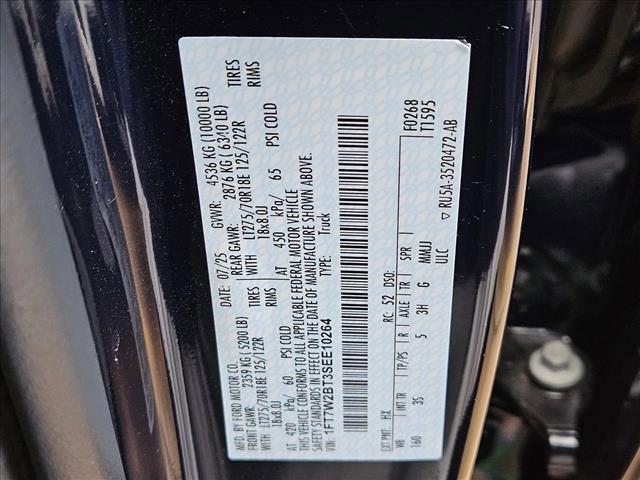 MFD. BY FORD MOTOR CO.
DATE: 07/25 GVWR: 4536 KG (10000 LB)
FRONT GAWR: 2359 KG ( 5200 LB) REAR GAWR: 2876 KG ( 6340 LB)
LT275/70R18E 125/122R WITH LT275/70R18E 125/122R TIRES
18x8.0J 18x8.0J RIMS
AT 420 kPa/ 60 PSI COLD AT 450 kPa/ 65 PSI COLD
THIS VEHICLE CONFORMS TO ALL APPLICABLE FEDERAL MOTOR VEHICLE
SAFETY STANDARDS IN EFFECT ON THE DATE OF MANUFACTURE SHOWN ABOVE.
VIN: 1FT7W2BT3SEE10264 TYPE: Truck
F0268
T1595
EXT PNT: HX RC: 52 DSO:
WB INT TR TP/PS R AXLE TR SPR
160 3S 5 3H G MMUJ
ULC
▽ RU5A-3520472-AB